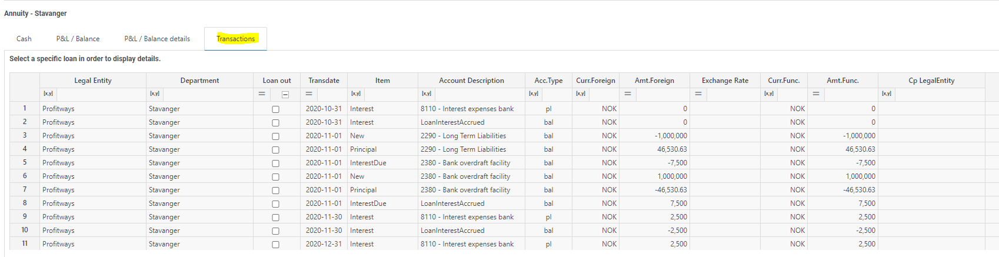 Annuity - Stavanger
Cash P&L / Balance P&L / Balance details Transactions
Select a specific loan in order to display details.
Legal Entity Department Loan out Transdate Item Account Description Acc.Type Curr.Foreign Amt.Foreign Exchange Rate Curr.Func. Amt.Func. Cp LegalEntity
[x,y] [x,y] = = [x,y] [x,y] [x,y] [x,y] = = [x,y] = [x,y]
1 Profitways Stavanger 2020-10-31 Interest 8110 - Interest expenses bank pl NOK 0 NOK 0
2 Profitways Stavanger 2020-10-31 Interest LoanInterestAccrued bal NOK 0 NOK 0
3 Profitways Stavanger 2020-11-01 New 2290 - Long Term Liabilities bal NOK -1,000,000 NOK -1,000,000
4 Profitways Stavanger 2020-11-01 Principal 2290 - Long Term Liabilities bal NOK 46,530.63 NOK 46,530.63
5 Profitways Stavanger 2020-11-01 InterestDue 2380 - Bank overdraft facility bal NOK -7,500 NOK -7,500
6 Profitways Stavanger 2020-11-01 New 2380 - Bank overdraft facility bal NOK 1,000,000 NOK 1,000,000
7 Profitways Stavanger 2020-11-01 Principal 2380 - Bank overdraft facility bal NOK -46,530.63 NOK -46,530.63
8 Profitways Stavanger 2020-11-01 InterestDue LoanInterestAccrued bal NOK 7,500 NOK 7,500
9 Profitways Stavanger 2020-11-30 Interest 8110 - Interest expenses bank pl NOK 2,500 NOK 2,500
10 Profitways Stavanger 2020-11-30 Interest LoanInterestAccrued bal NOK -2,500 NOK -2,500
11 Profitways Stavanger 2020-12-31 Interest 8110 - Interest expenses bank pl NOK 2,500 NOK 2,500